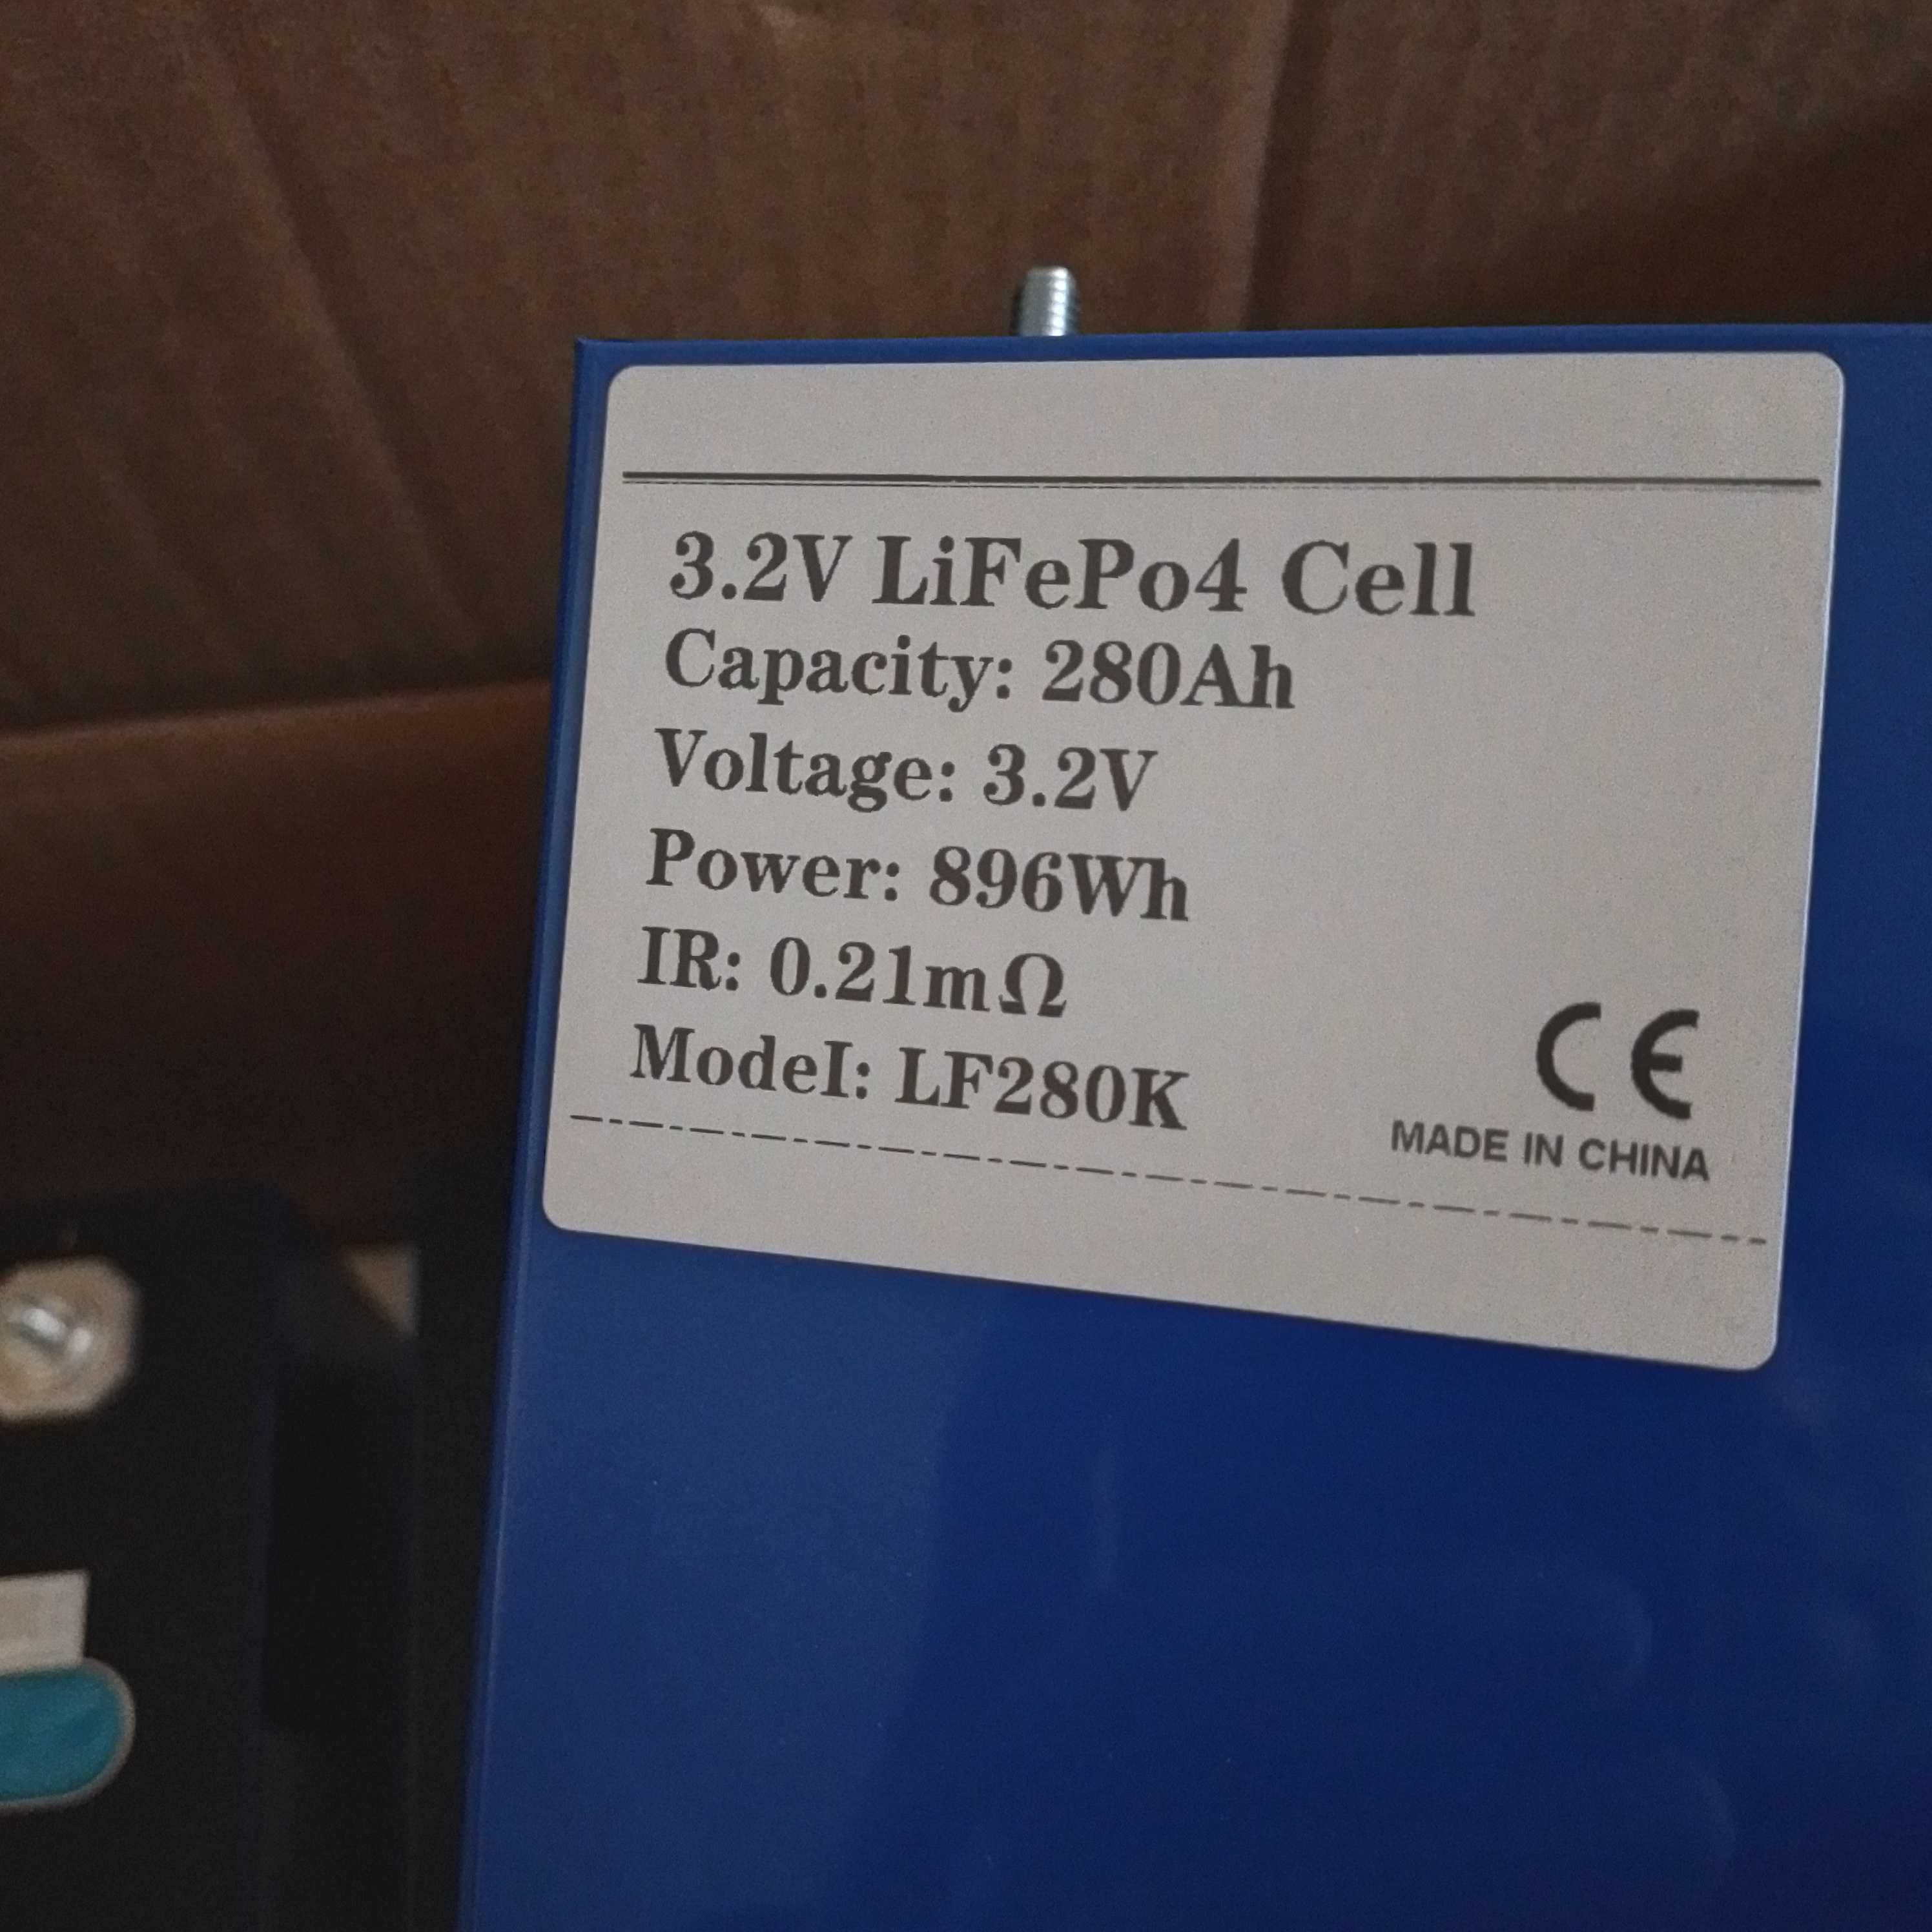 3.2V LiFePo4 Cell
Capacity: 280Ah
Voltage: 3.2V
Power: 896Wh
IR: 0.21mΩ
ModeI: LF280K
CE
MADE IN CHINA